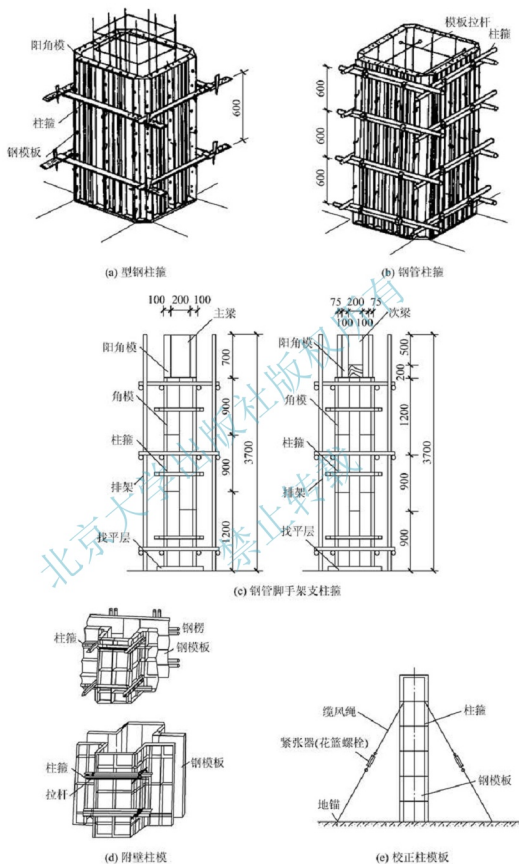 阳角模
柱箍
钢模板
600
(a) 型钢柱箍
模板拉杆
柱箍
600
600
600
(b) 钢管柱箍
100 200 100
主梁
阳角模
角模
柱箍
排架
找平层
700
900
900
1200
3700
75 200 75
100 100
次梁
阳角模
角模
柱箍
排架
找平层
500
200
1200
900
900
3700
(c) 钢管脚手架支柱箍
柱箍
钢楞
钢模板
柱箍
拉杆
钢模板
(d) 附壁柱模
缆风绳
柱箍
紧张器(花篮螺栓)
钢模板
地锚
(e) 校正柱模板
北京大学出版社版权所有
禁止转载